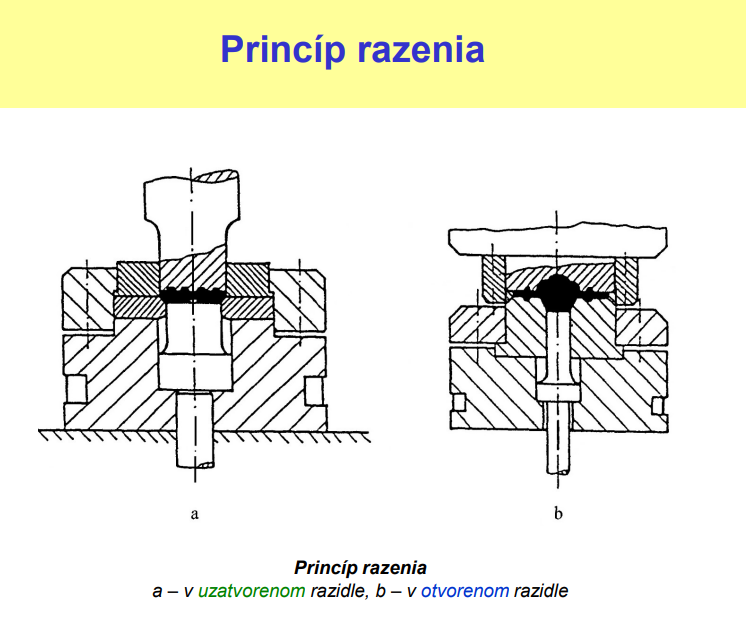 Princíp razenia
a
b
Princíp razenia
a – v uzatvorenom razidle, b – v otvorenom razidle